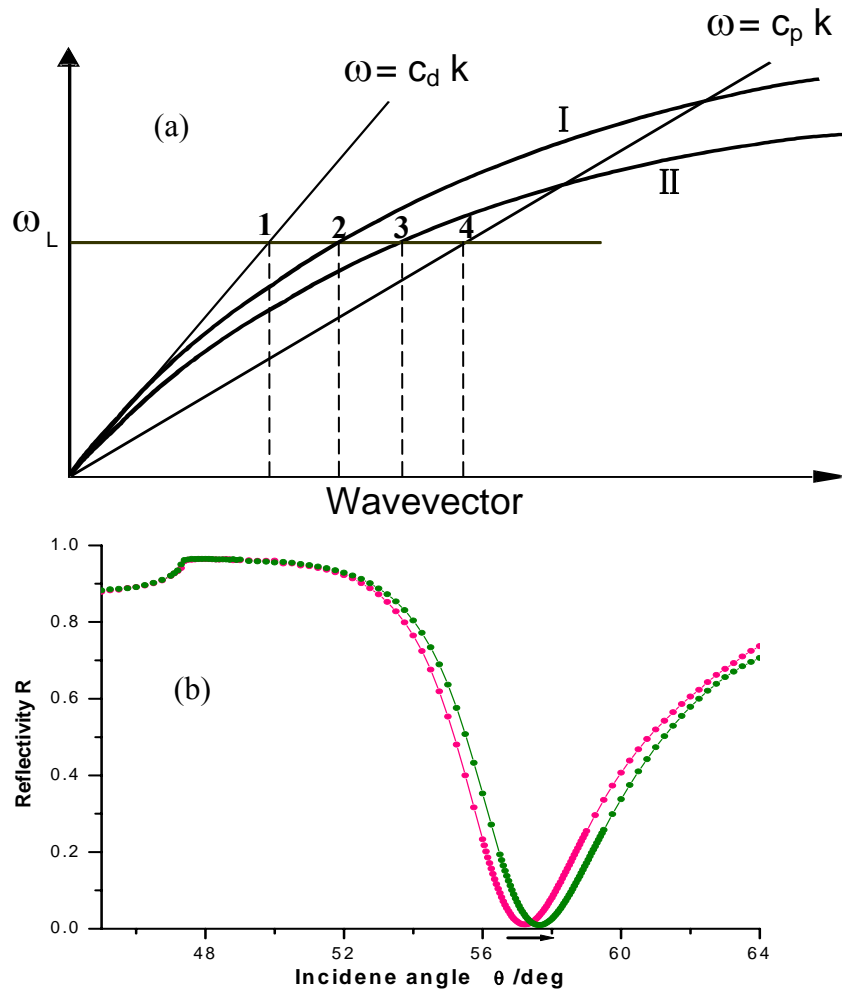 ω = c_p k
ω = c_d k
(a)
I
II
ω_L
1 2 3 4
Wavevector
1.0
0.8
0.6
0.4
0.2
0.0
Reflectivity R
(b)
48 52 56 60 64
Incidene angle θ /deg